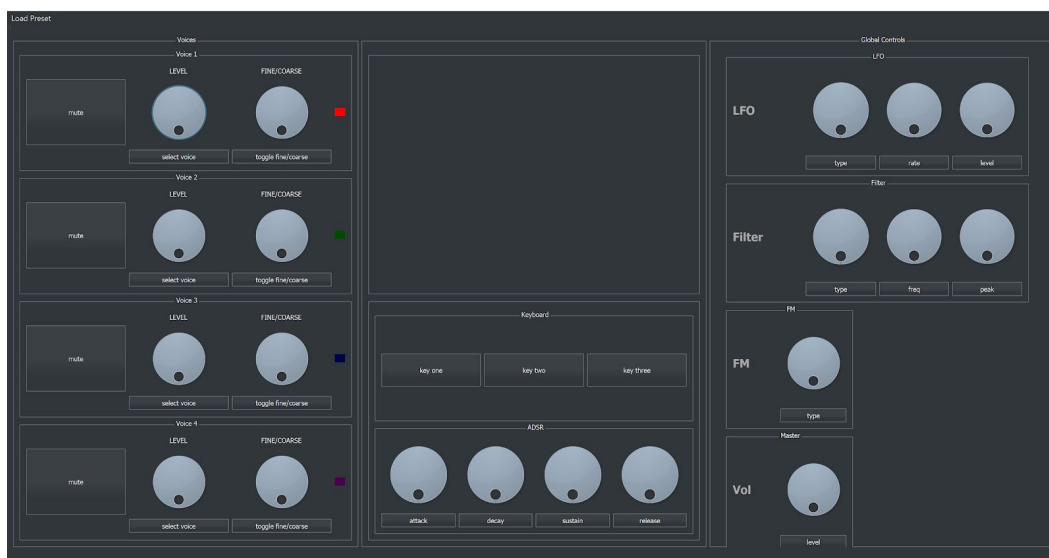 Load Preset
Voices
Voice 1
LEVEL FINE/COARSE
mute
select voice toggle fine/coarse
Voice 2
LEVEL FINE/COARSE
mute
select voice toggle fine/coarse
Voice 3
LEVEL FINE/COARSE
mute
select voice toggle fine/coarse
Voice 4
LEVEL FINE/COARSE
mute
select voice toggle fine/coarse
Keyboard
key one key two key three
ADSR
attack decay sustain release
Global Controls
LFO
LFO
type rate level
Filter
Filter
type freq peak
FM
FM
type
Master
Vol
level